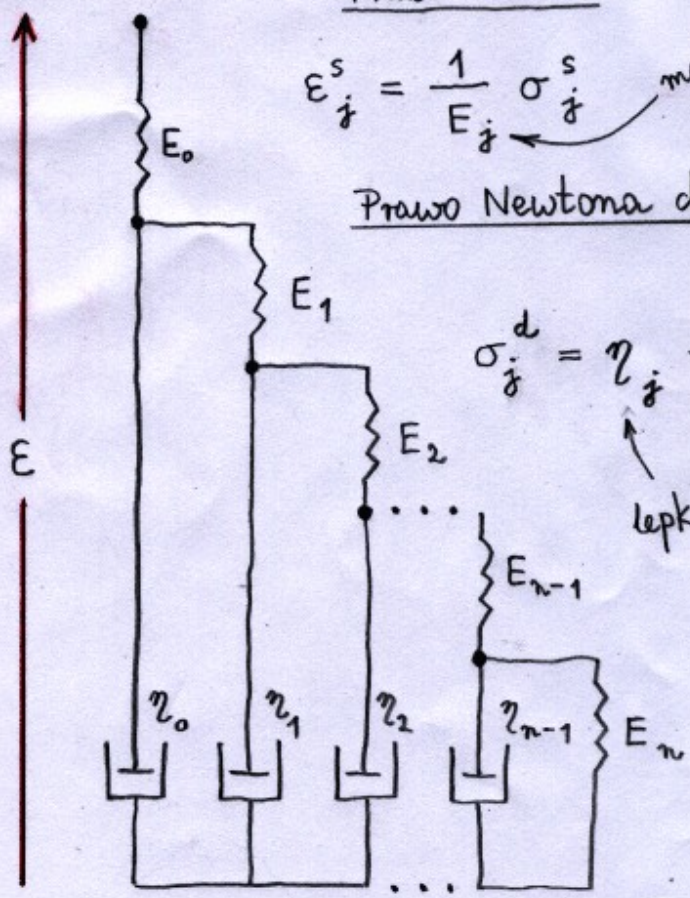 ε^s_j = 1/E_j σ^s_j
Prawo Newtona
σ^d_j = η_j
E₀
E₁
E₂
E_{n-1}
E_n
ε
η₀
η₁
η₂
η_{n-1}